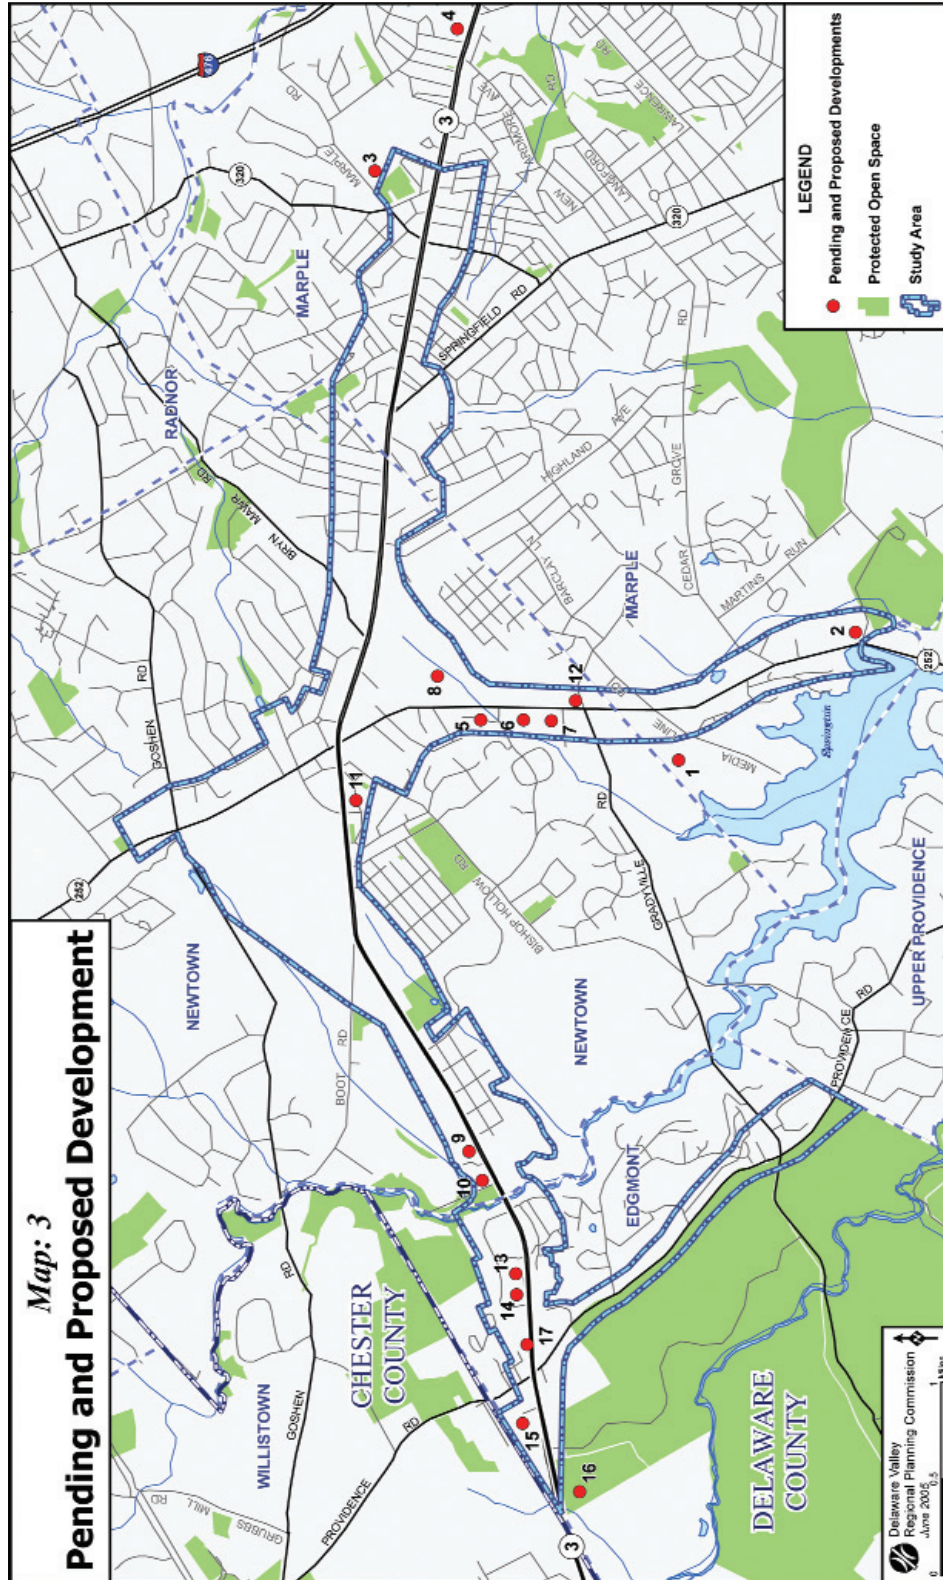 Map: 3
Pending and Proposed Development
476
RD
MARPLE
320
3
4
3
AVE
ARDMORE
RD
LAWRENCE
RD
LANGFORD
NEW
320
RADNOR
MARPLE
RD
SPRINGFIELD
RD
MAWR
BRYN
RD
GOSHEN
HIGHLAND AVE
RD
GROVE
CEDAR
BARCLAY LN
MARPLE
MARTINS RUN
252
NEWTOWN
11
8
5
6
7
12
RD
LINE
MEDIA
1
2
252
RD
BISHOP HOLLOW
RD
GRADYVILLE
NEWTOWN
UPPER PROVIDENCE
RD
PROVIDENCE
RD
BOOT
9
10
EDGMONT
WILLISTOWN
RD
GOSHEN
CHESTER
COUNTY
13
14
17
15
16
RD
PROVIDENCE
RD
MILL
GRUBBS
3
DELAWARE
COUNTY
LEGEND
Pending and Proposed Developments
Protected Open Space
Study Area
Delaware Valley
Regional Planning Commission
June 2005
N
0 0.5 1
Miles